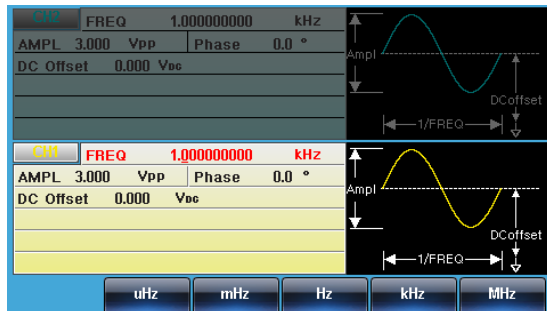 CH2 FREQ 1.000000000 kHz
AMPL 3.000 Vpp Phase 0.0 °
DC Offset 0.000 VDC
Ampl
DCoffset
1/FREQ
CH1 FREQ 1.000000000 kHz
AMPL 3.000 Vpp Phase 0.0 °
DC Offset 0.000 VDC
Ampl
DCoffset
1/FREQ
uHz mHz Hz kHz MHz